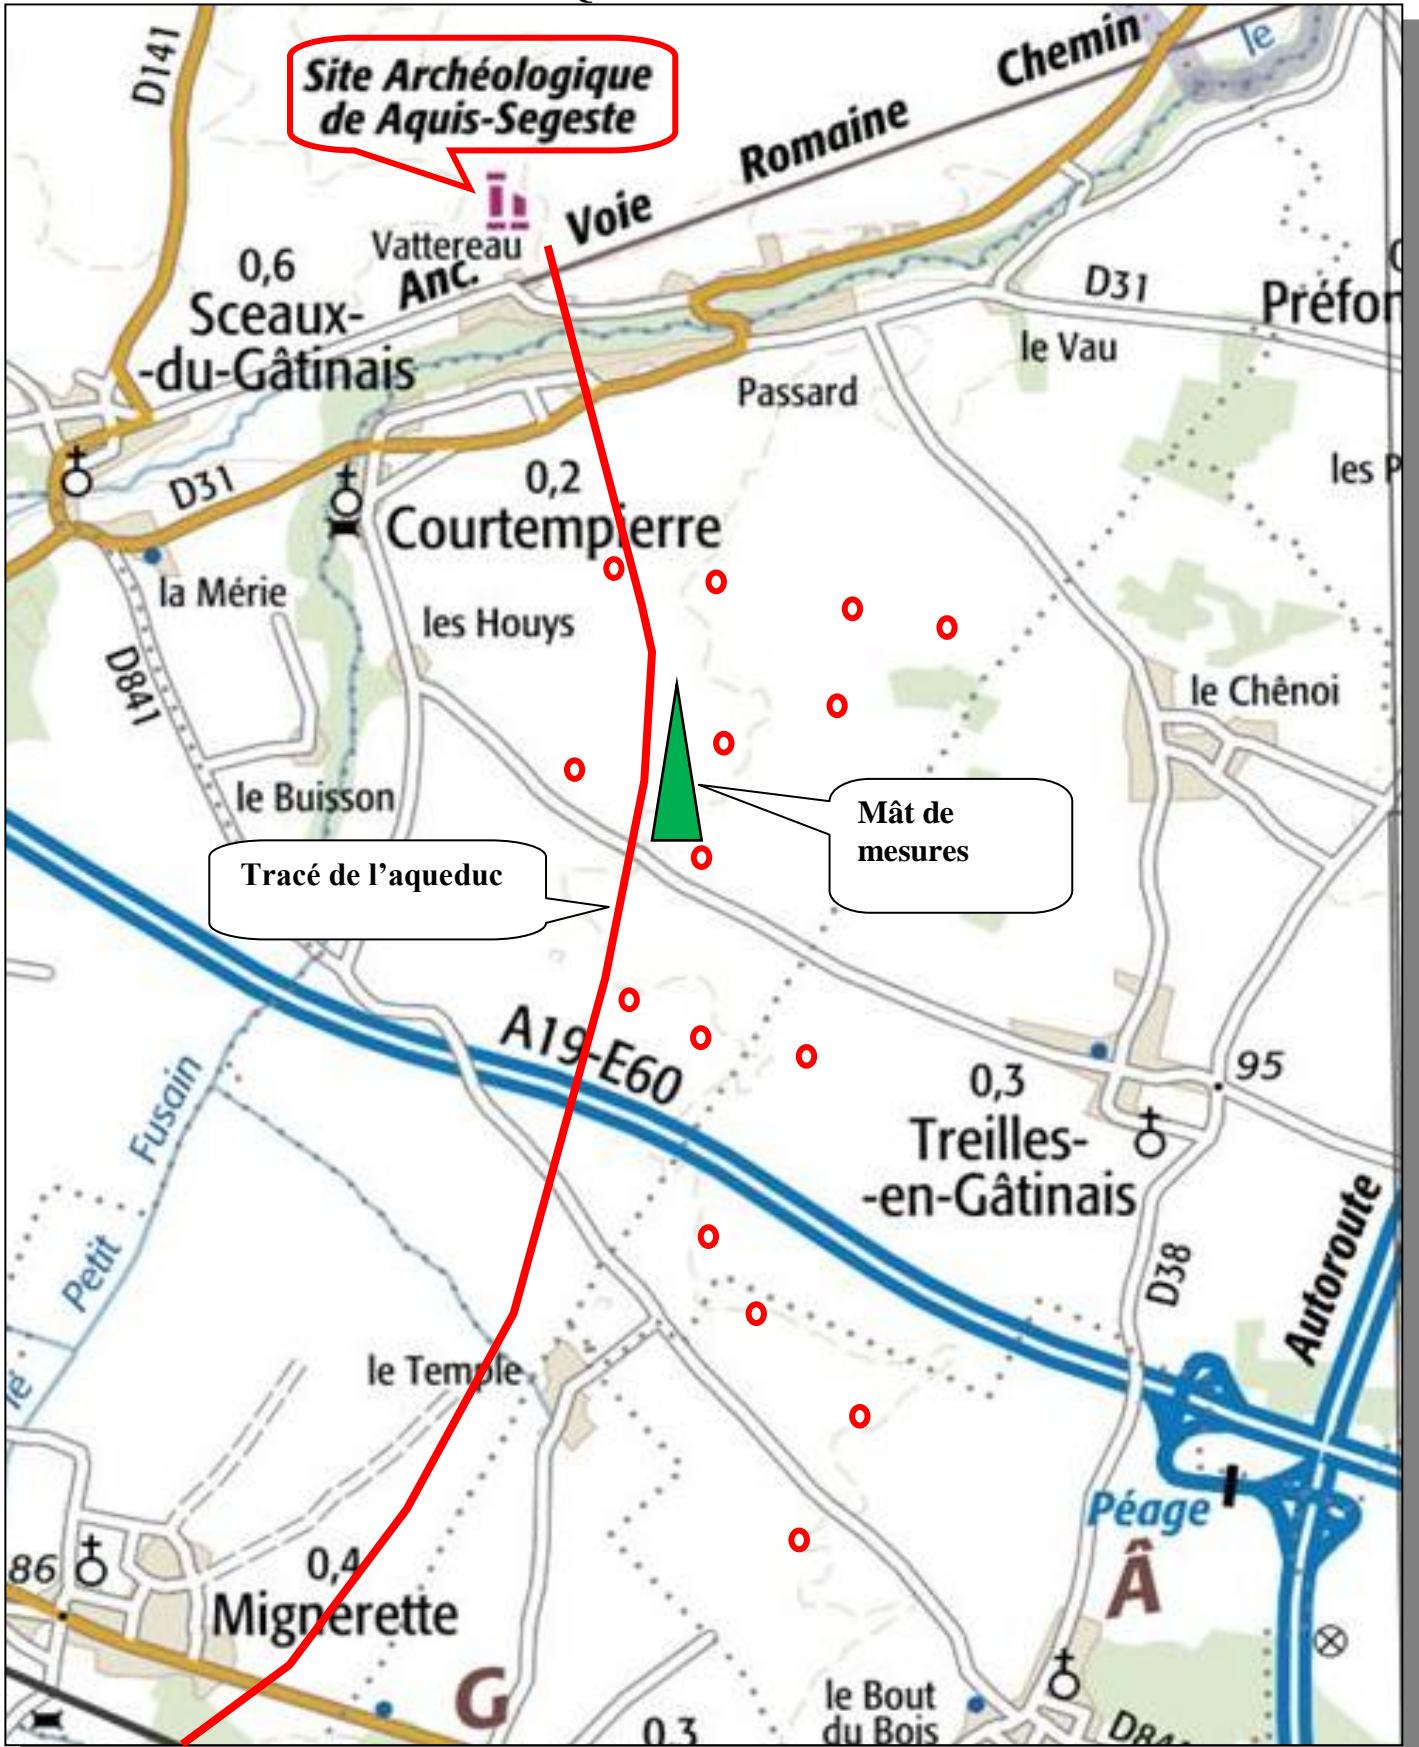 D141
Site Archéologique
de Aquis-Segeste
Chemin
le
Romaine
Voie
Vattereau
Anc.
0,6
Sceaux-
-du-Gâtinais
D31
Préfon
le Vau
Passard
les P
D31
0,2
Courtempierre
la Mérie
les Houys
D841
le Chênoi
le Buisson
Mât de
mesures
Tracé de l’aqueduc
A19-E60
95
0,3
Treilles-
-en-Gâtinais
Fusain
Petit
D38
Autoroute
le Temple
Péage
Â
86
0,4
Mignerette
G
le Bout
du Bois
0,3